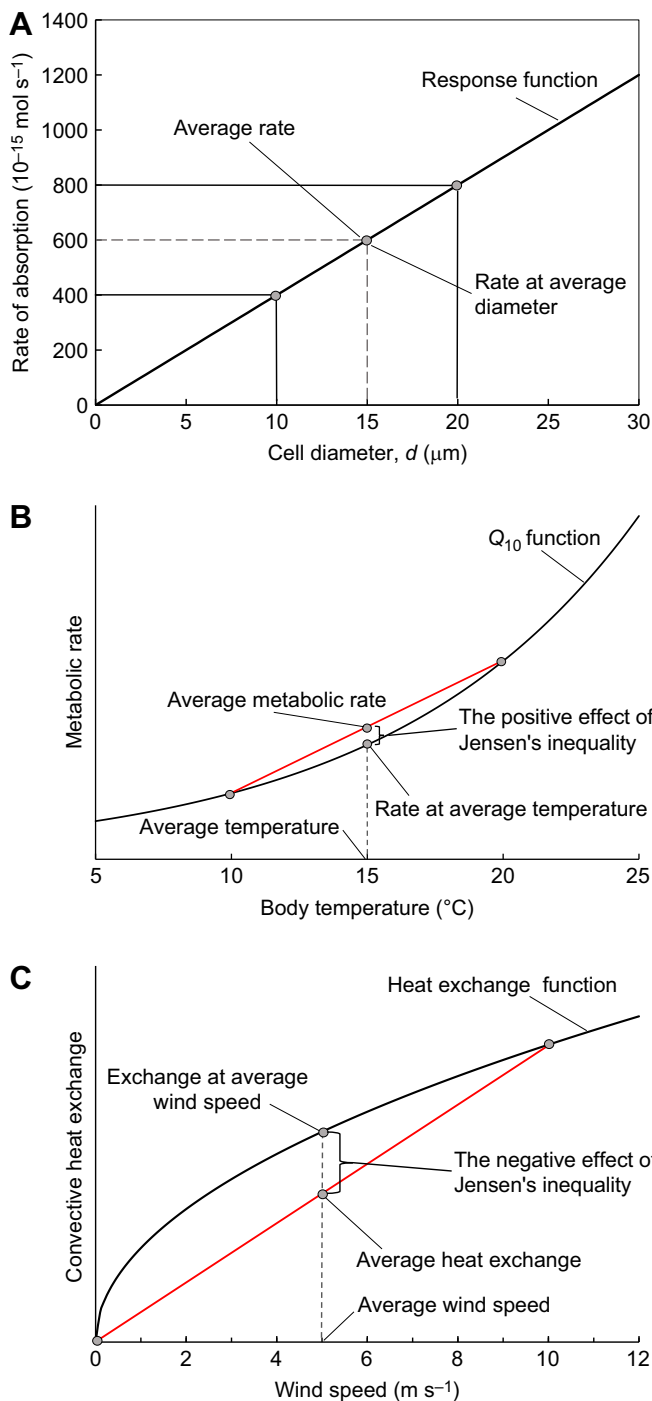 A
1400
1200
1000
800
600
400
200
0
Rate of absorption (10⁻¹⁵ mol s⁻¹)
Response function
Average rate
Rate at average
diameter
0 5 10 15 20 25 30
Cell diameter, d (μm)
B
Metabolic rate
Q₁₀ function
Average metabolic rate
The positive effect of
Jensen's inequality
Rate at average temperature
Average temperature
5 10 15 20 25
Body temperature (°C)
C
Convective heat exchange
Heat exchange function
Exchange at average
wind speed
The negative effect of
Jensen's inequality
Average heat exchange
Average wind speed
0 2 4 6 8 10 12
Wind speed (m s⁻¹)